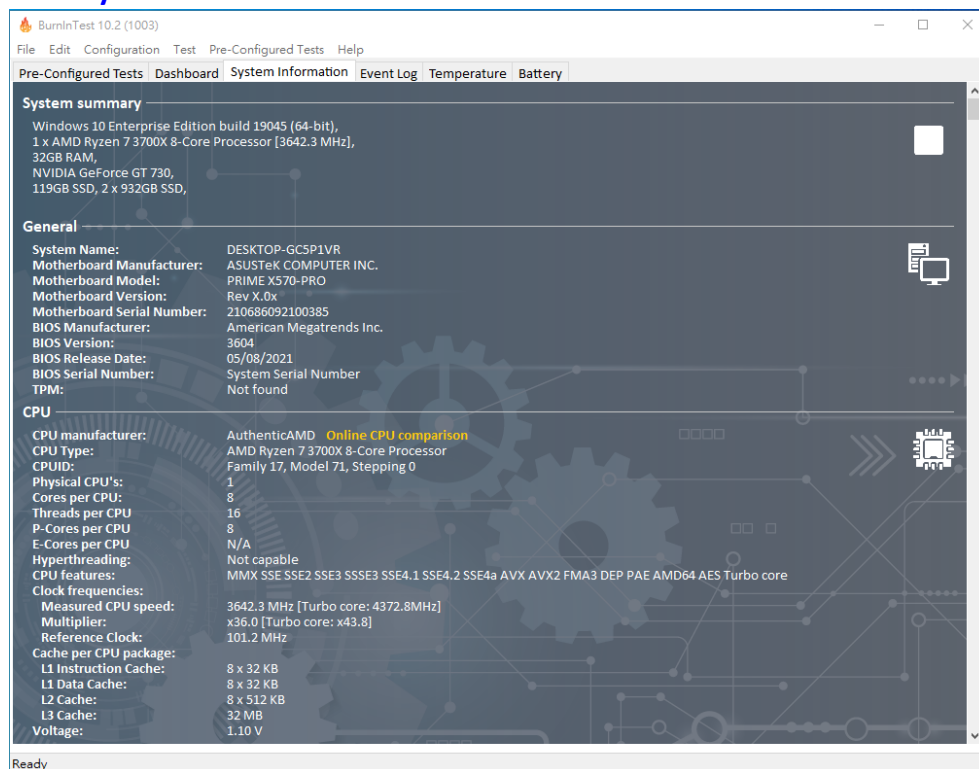 BurnInTest 10.2 (1003)
File Edit Configuration Test Pre-Configured Tests Help
Pre-Configured Tests Dashboard System Information Event Log Temperature Battery
System summary
Windows 10 Enterprise Edition build 19045 (64-bit),
1 x AMD Ryzen 7 3700X 8-Core Processor [3642.3 MHz],
32GB RAM,
NVIDIA GeForce GT 730,
119GB SSD, 2 x 932GB SSD,
General
System Name: DESKTOP-GC5P1VR
Motherboard Manufacturer: ASUSTeK COMPUTER INC.
Motherboard Model: PRIME X570-PRO
Motherboard Version: Rev X.0x
Motherboard Serial Number: 210686092100385
BIOS Manufacturer: American Megatrends Inc.
BIOS Version: 3604
BIOS Release Date: 05/08/2021
BIOS Serial Number: System Serial Number
TPM: Not found
CPU
CPU manufacturer: AuthenticAMD Online CPU comparison
CPU Type: AMD Ryzen 7 3700X 8-Core Processor
CPUID: Family 17, Model 71, Stepping 0
Physical CPU's: 1
Cores per CPU: 8
Threads per CPU 16
P-Cores per CPU 8
E-Cores per CPU N/A
Hyperthreading: Not capable
CPU features: MMX SSE SSE2 SSE3 SSSE3 SSE4.1 SSE4.2 SSE4a AVX AVX2 FMA3 DEP PAE AMD64 AES Turbo core
Clock frequencies:
Measured CPU speed: 3642.3 MHz [Turbo core: 4372.8MHz]
Multiplier: x36.0 [Turbo core: x43.8]
Reference Clock: 101.2 MHz
Cache per CPU package:
L1 Instruction Cache: 8 x 32 KB
L1 Data Cache: 8 x 32 KB
L2 Cache: 8 x 512 KB
L3 Cache: 32 MB
Voltage: 1.10 V
Ready